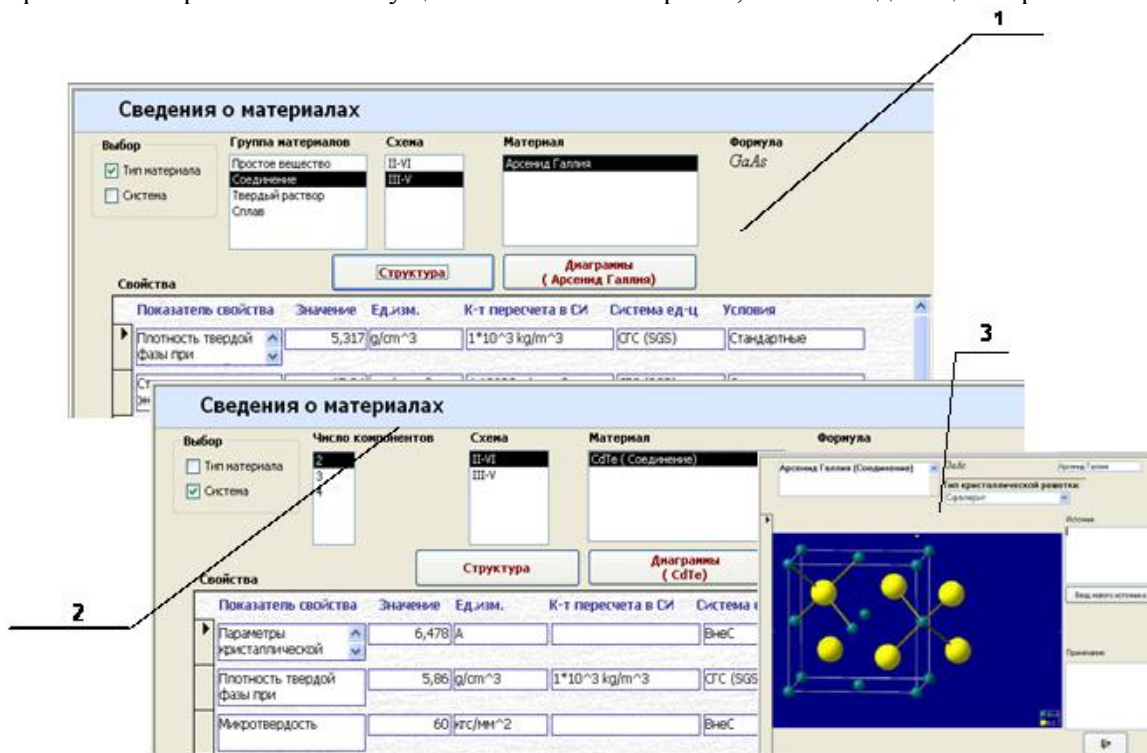 1
Сведения о материалах
Выбор
Тип материала
Система
Группа материалов
Простое вещество
Соединение
Твердый раствор
Сплав
Схема
II-VI
III-V
Материал
Арсенид Галлия
Формула
GaAs
Структура
Диаграммы
( Арсенид Галлия)
Свойства
Показатель свойства Значение Ед.изм. К-т пересчета в СИ Система ед-ц Условия
Плотность твердой 5,317 g/cm^3 1*10^3 kg/m^3 СГС (SGS) Стандартные
фазы при
2
Сведения о материалах
Выбор
Тип материала
Система
Число компонентов
2
3
4
Схема
II-VI
III-V
Материал
CdTe ( Соединение)
Формула
Структура
Диаграммы
( CdTe)
Свойства
Показатель свойства Значение Ед.изм. К-т пересчета в СИ Система
Параметры 6,478 A ВнеС
кристаллической
Плотность твердой 5,86 g/cm^3 1*10^3 kg/m^3 СГС (SGS
фазы при
Микротвердость 60 кгс/мм^2 ВнеС
3
Арсенид Галлия (Соединение)
GaAs
Арсенид Галлия
Тип кристаллической решетки:
Сфалерит
Источник
Ввод нового источника
Примечание